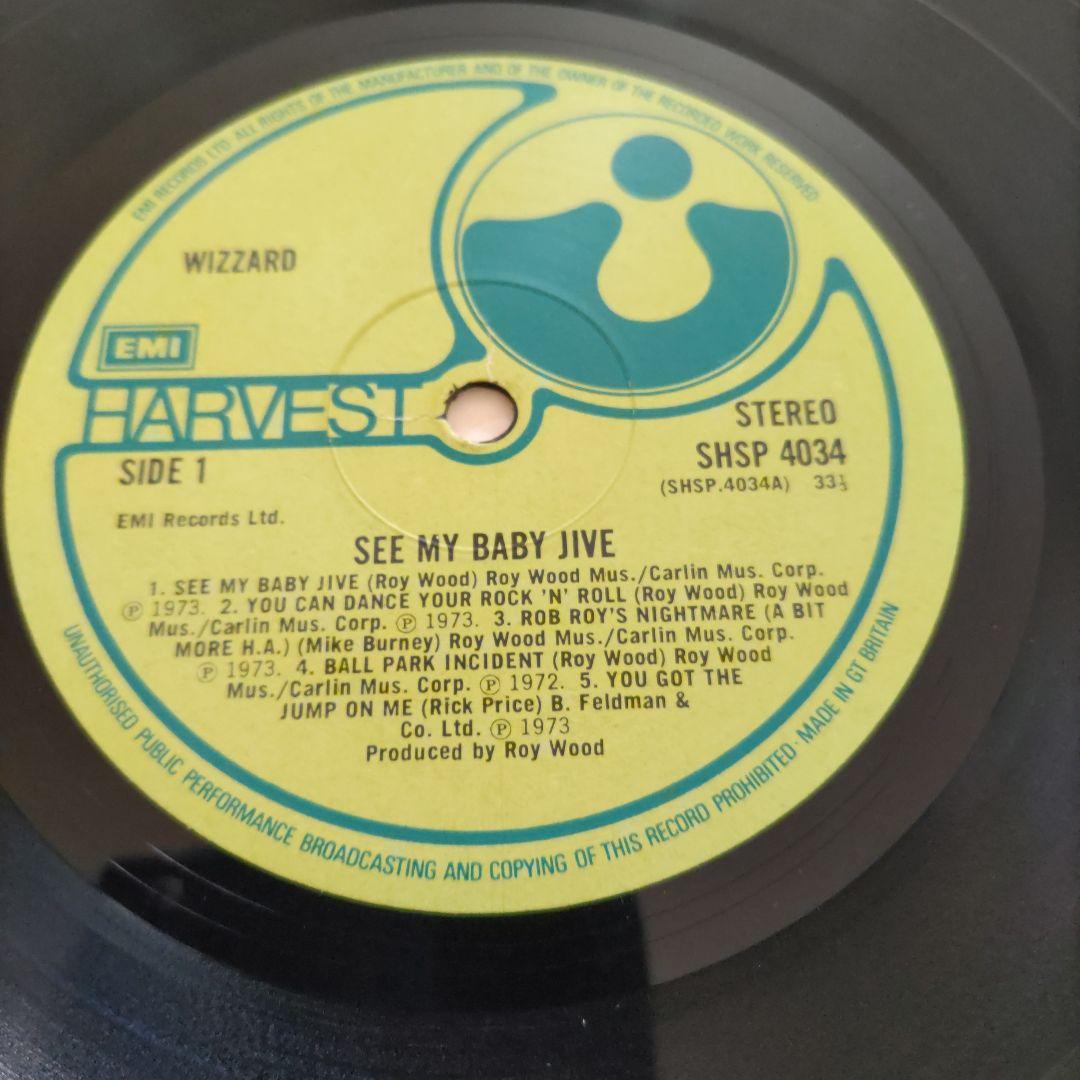 EMI RECORDS LTD. ALL RIGHTS OF THE MANUFACTURER AND OF THE OWNER OF THE RECORDED WORK RESERVED
WIZZARD
EMI
HARVEST
STEREO
SIDE 1
SHSP 4034
(SHSP.4034A) 33⅓
EMI Records Ltd.
SEE MY BABY JIVE
1. SEE MY BABY JIVE (Roy Wood) Roy Wood Mus./Carlin Mus. Corp.
℗ 1973. 2. YOU CAN DANCE YOUR ROCK 'N' ROLL (Roy Wood) Roy Wood
Mus./Carlin Mus. Corp. ℗ 1973. 3. ROB ROY'S NIGHTMARE (A BIT
MORE H.A.) (Mike Burney) Roy Wood Mus./Carlin Mus. Corp.
℗ 1973. 4. BALL PARK INCIDENT (Roy Wood) Roy Wood
Mus./Carlin Mus. Corp. ℗ 1972. 5. YOU GOT THE
JUMP ON ME (Rick Price) B. Feldman &
Co. Ltd. ℗ 1973
Produced by Roy Wood
UNAUTHORISED PUBLIC PERFORMANCE BROADCASTING AND COPYING OF THIS RECORD PROHIBITED · MADE IN GT BRITAIN